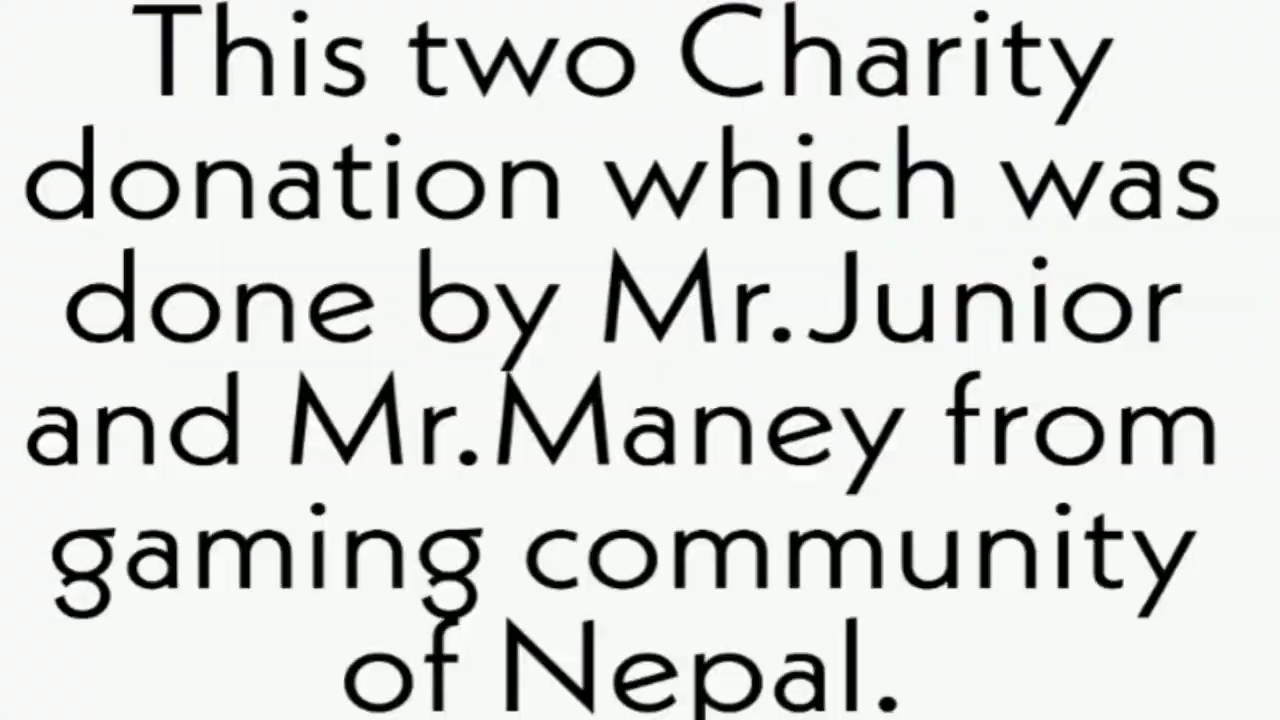 This two Charity
donation which was
done by Mr.Junior
and Mr.Maney from
gaming community
of Nepal.